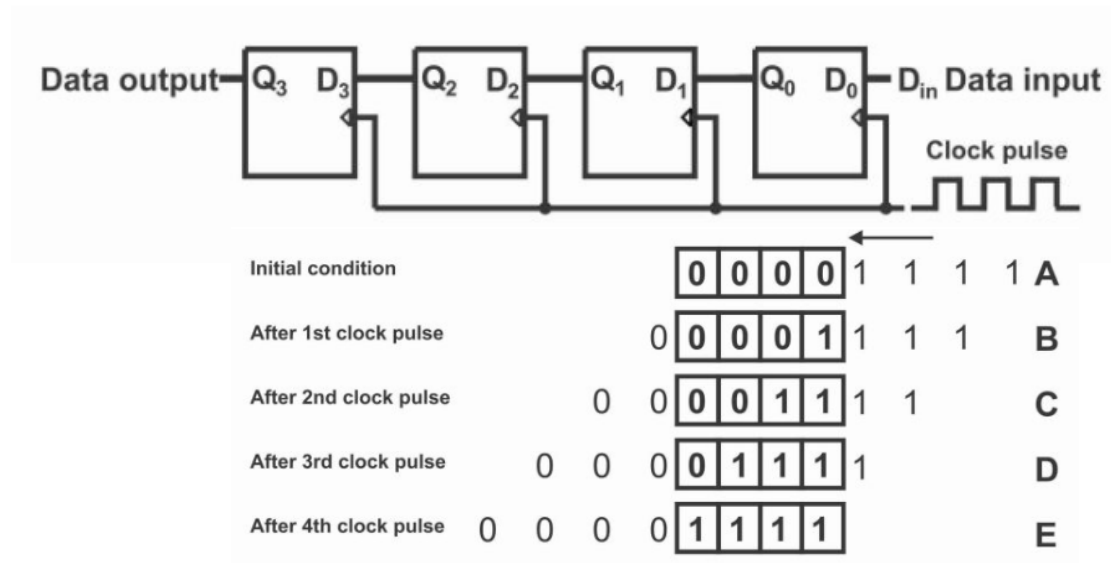 Data output Q₃ D₃ Q₂ D₂ Q₁ D₁ Q₀ D₀ Dᵢₙ Data input
Clock pulse
Initial condition 0 0 0 0 1 1 1 1 A
After 1st clock pulse 0 0 0 0 1 1 1 1 B
After 2nd clock pulse 0 0 0 0 1 1 1 1 C
After 3rd clock pulse 0 0 0 0 1 1 1 1 D
After 4th clock pulse 0 0 0 0 1 1 1 1 E